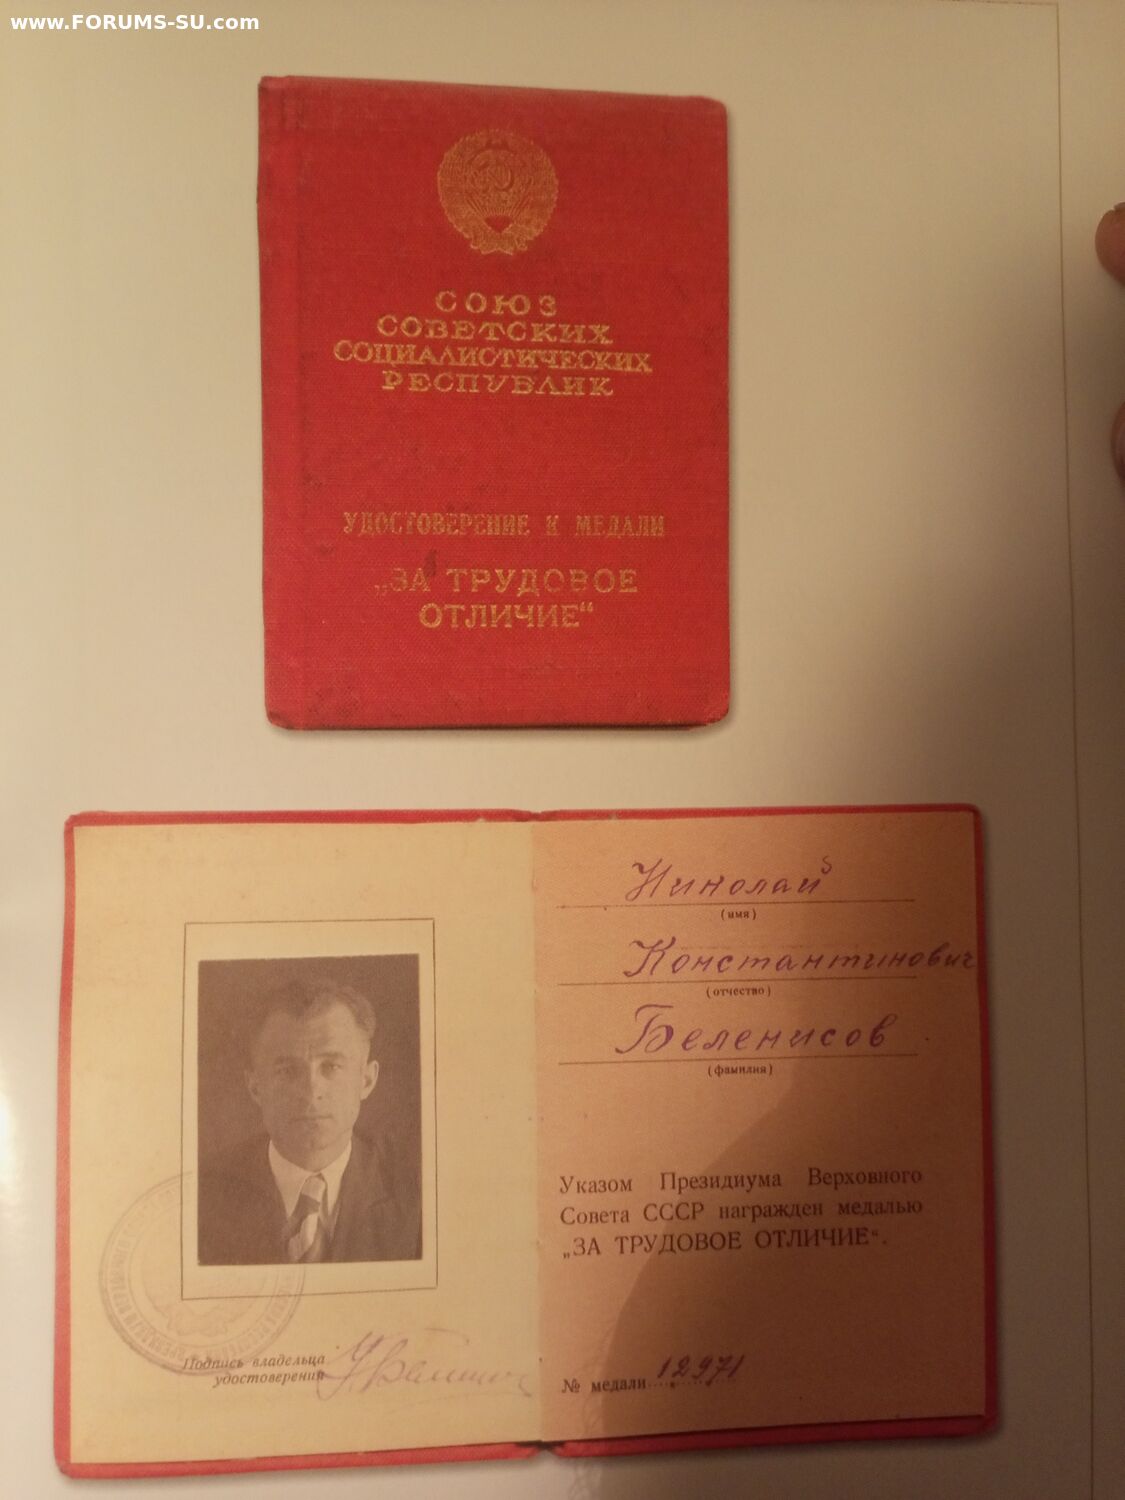 www.FORUMS-SU.com
СОЮЗ
СОВЕТСКИХ
СОЦИАЛИСТИЧЕСКИХ
РЕСПУБЛИК
УДОСТОВЕРЕНИЕ К МЕДАЛИ
„ЗА ТРУДОВОЕ
ОТЛИЧИЕ“
Николай
(имя)
Константинович
(отчество)
Беленисов
(фамилия)
Указом Президиума Верховного
Совета СССР награжден медалью
„ЗА ТРУДОВОЕ ОТЛИЧИЕ“.
Подпись владельца
удостоверения
№ медали 12971